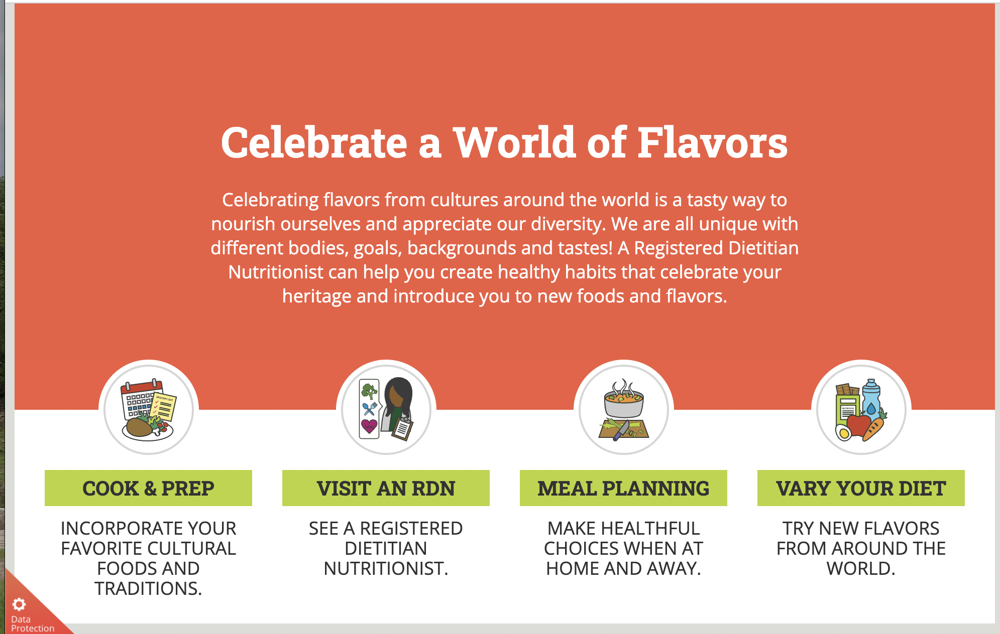 Celebrate a World of Flavors
Celebrating flavors from cultures around the world is a tasty way to
nourish ourselves and appreciate our diversity. We are all unique with
different bodies, goals, backgrounds and tastes! A Registered Dietitian
Nutritionist can help you create healthy habits that celebrate your
heritage and introduce you to new foods and flavors.
GROCERY LIST
NUTRITION
COOK & PREP
INCORPORATE YOUR
FAVORITE CULTURAL
FOODS AND
TRADITIONS.
VISIT AN RDN
SEE A REGISTERED
DIETITIAN
NUTRITIONIST.
MEAL PLANNING
MAKE HEALTHFUL
CHOICES WHEN AT
HOME AND AWAY.
VARY YOUR DIET
TRY NEW FLAVORS
FROM AROUND THE
WORLD.
Data
Protection